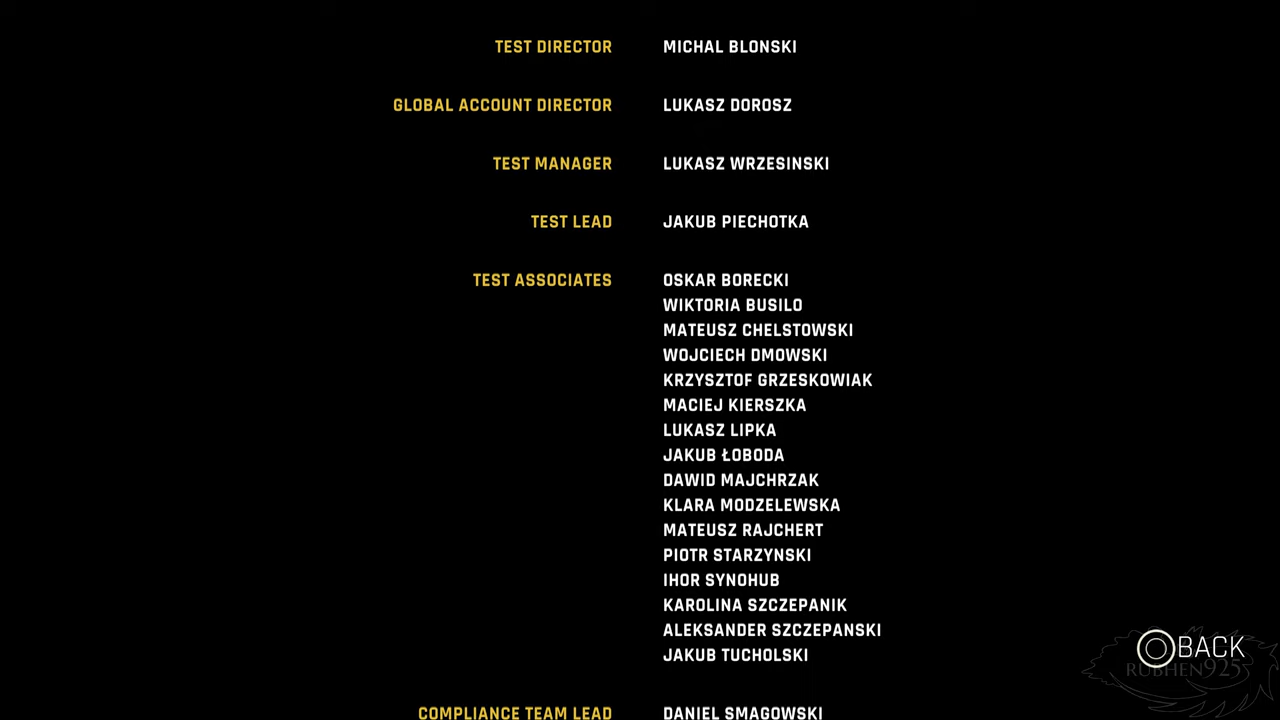 TEST DIRECTOR MICHAL BLONSKI
GLOBAL ACCOUNT DIRECTOR LUKASZ DOROSZ
TEST MANAGER LUKASZ WRZESINSKI
TEST LEAD JAKUB PIECHOTKA
TEST ASSOCIATES OSKAR BORECKI
WIKTORIA BUSILO
MATEUSZ CHELSTOWSKI
WOJCIECH DMOWSKI
KRZYSZTOF GRZESKOWIAK
MACIEJ KIERSZKA
LUKASZ LIPKA
JAKUB ŁOBODA
DAWID MAJCHRZAK
KLARA MODZELEWSKA
MATEUSZ RAJCHERT
PIOTR STARZYNSKI
IHOR SYNOHUB
KAROLINA SZCZEPANIK
ALEKSANDER SZCZEPANSKI
JAKUB TUCHOLSKI
BACK
RUBHEN925
COMPLIANCE TEAM LEAD DANIEL SMAGOWSKI